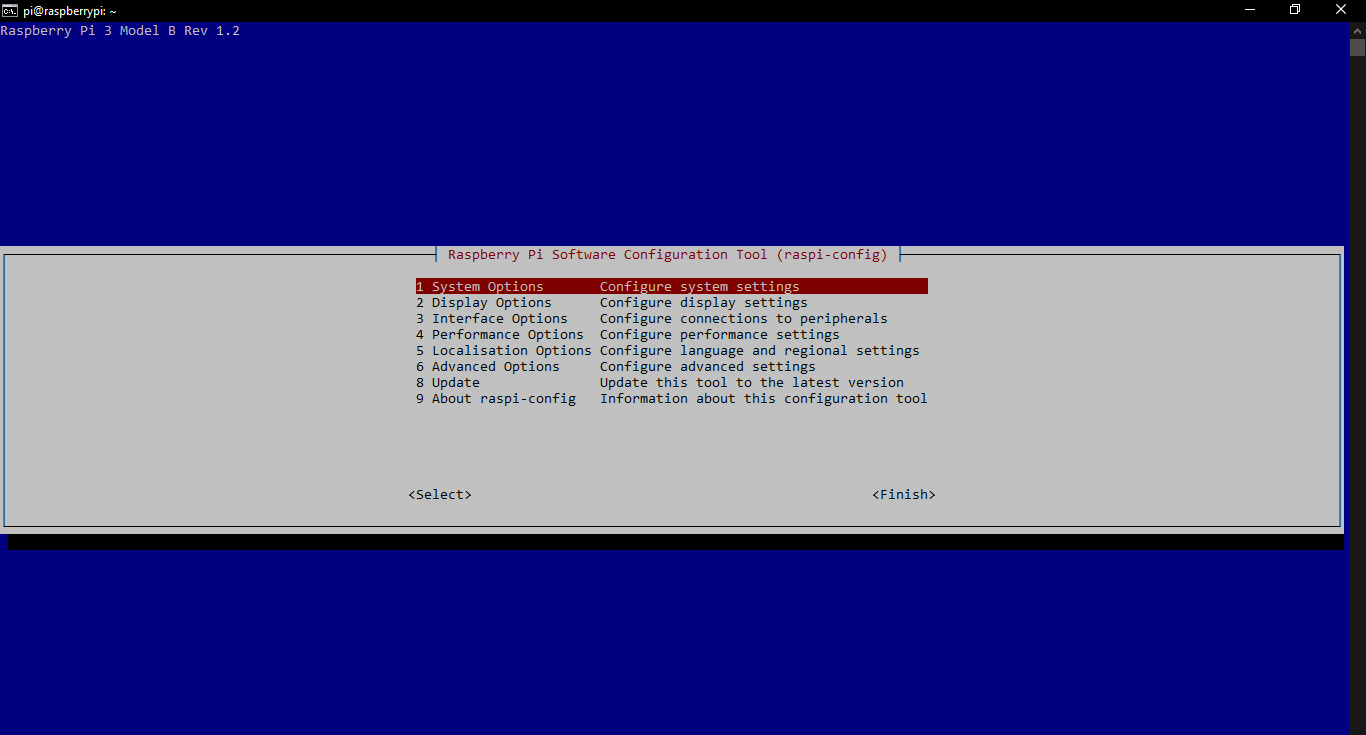 pi@raspberrypi: ~
Raspberry Pi 3 Model B Rev 1.2
Raspberry Pi Software Configuration Tool (raspi-config)
1 System Options Configure system settings
2 Display Options Configure display settings
3 Interface Options Configure connections to peripherals
4 Performance Options Configure performance settings
5 Localisation Options Configure language and regional settings
6 Advanced Options Configure advanced settings
8 Update Update this tool to the latest version
9 About raspi-config Information about this configuration tool
<Select> <Finish>